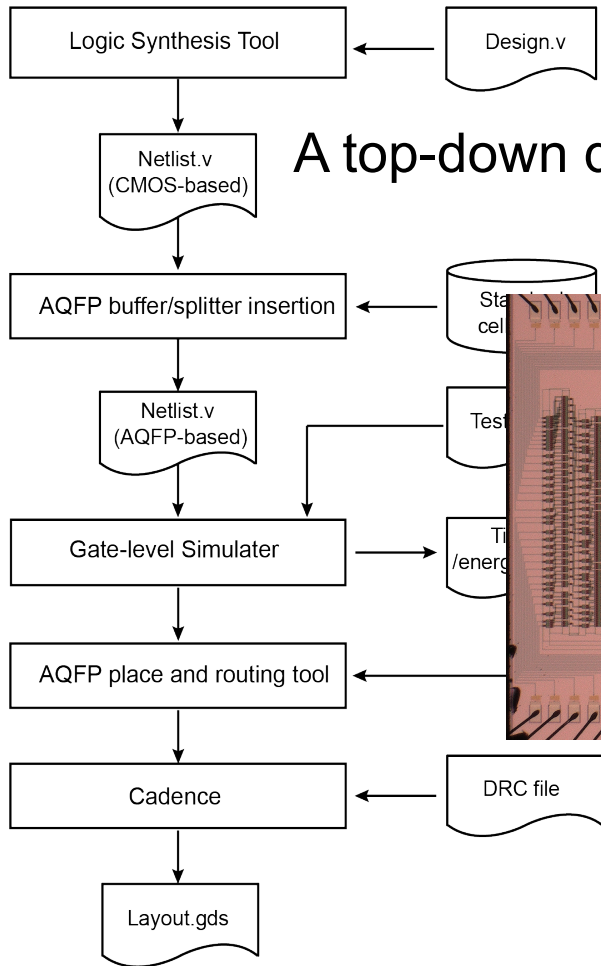 Logic Synthesis Tool
Design.v
Netlist.v
(CMOS-based)
A top-down
AQFP buffer/splitter insertion
Netlist.v
(AQFP-based)
Test
Gate-level Simulater
AQFP place and routing tool
Cadence
DRC file
Layout.gds